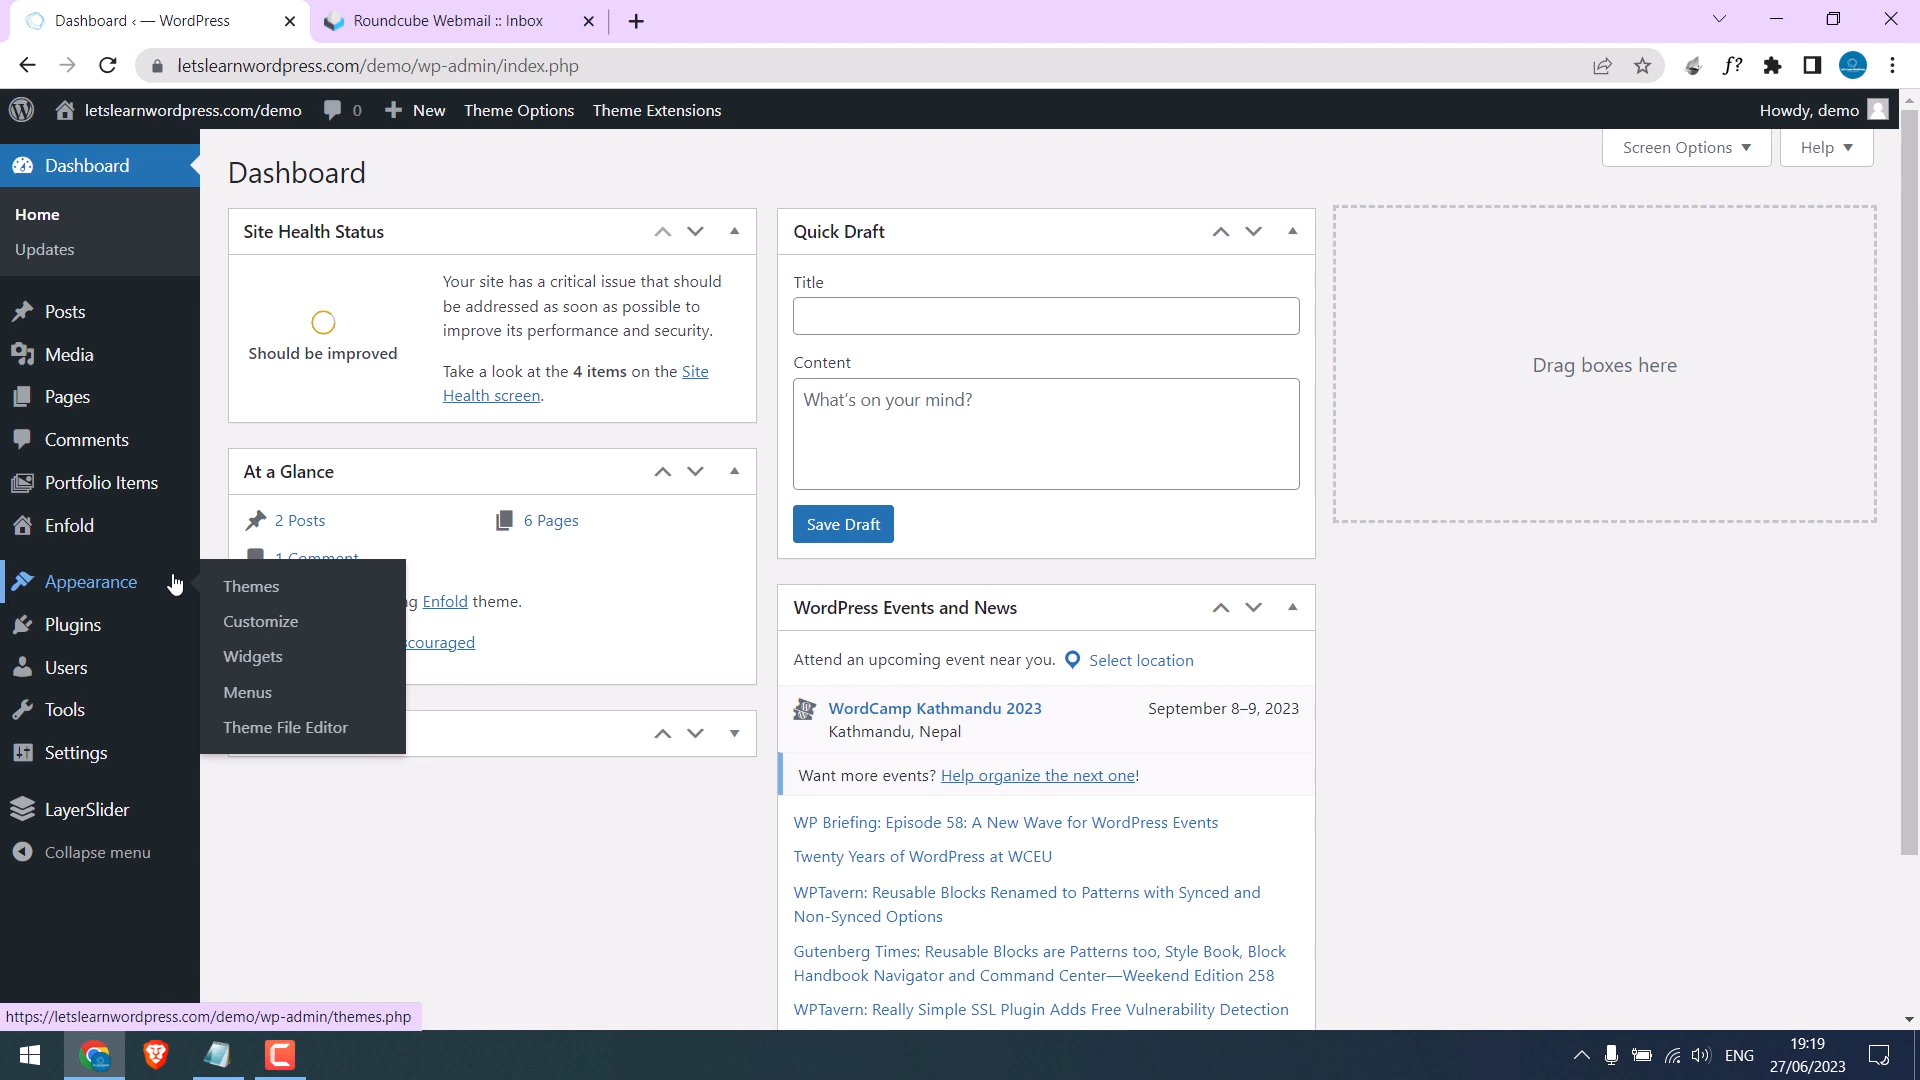 Dashboard ‹ — WordPress
Roundcube Webmail :: Inbox
letslearnwordpress.com/demo/wp-admin/index.php
f?
letslearnwordpress.com/demo
0
New
Theme Options
Theme Extensions
Howdy, demo
Dashboard
Home
Updates
Posts
Media
Pages
Comments
Portfolio Items
Enfold
Appearance
Plugins
Users
Tools
Settings
LayerSlider
Collapse menu
Themes
Customize
Widgets
Menus
Theme File Editor
Dashboard
Screen Options
Help
Site Health Status
Should be improved
Your site has a critical issue that should
be addressed as soon as possible to
improve its performance and security.
Take a look at the 4 items on the Site
Health screen.
At a Glance
2 Posts
6 Pages
1 Comment
g Enfold theme.
scouraged
Quick Draft
Title
Content
What's on your mind?
Save Draft
WordPress Events and News
Attend an upcoming event near you.
Select location
WordCamp Kathmandu 2023
September 8–9, 2023
Kathmandu, Nepal
Want more events? Help organize the next one!
WP Briefing: Episode 58: A New Wave for WordPress Events
Twenty Years of WordPress at WCEU
WPTavern: Reusable Blocks Renamed to Patterns with Synced and
Non-Synced Options
Gutenberg Times: Reusable Blocks are Patterns too, Style Book, Block
Handbook Navigator and Command Center—Weekend Edition 258
WPTavern: Really Simple SSL Plugin Adds Free Vulnerability Detection
Drag boxes here
https://letslearnwordpress.com/demo/wp-admin/themes.php
ENG
19:19
27/06/2023